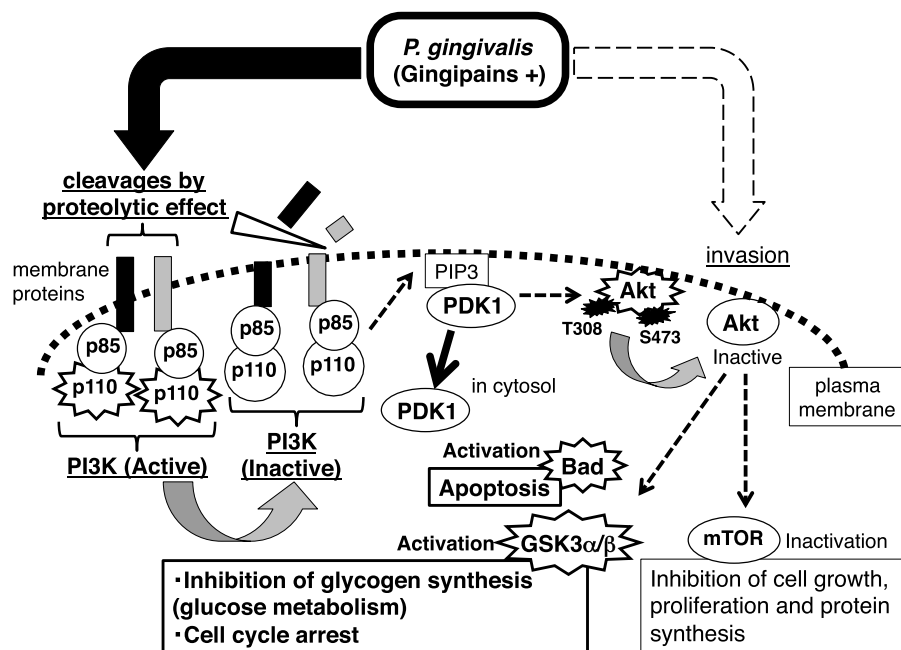 P. gingivalis
(Gingipains +)
cleavages by
proteolytic effect
invasion
membrane
proteins
PIP3
PDK1
Akt
T308
S473
Akt
Inactive
p85
p110
p85
p110
p85
p110
p85
p110
in cytosol
PDK1
plasma
membrane
PI3K (Active)
PI3K
(Inactive)
Activation
Bad
Apoptosis
Activation
GSK3α/β
mTOR
Inactivation
·Inhibition of glycogen synthesis
(glucose metabolism)
·Cell cycle arrest
Inhibition of cell growth,
proliferation and protein
synthesis